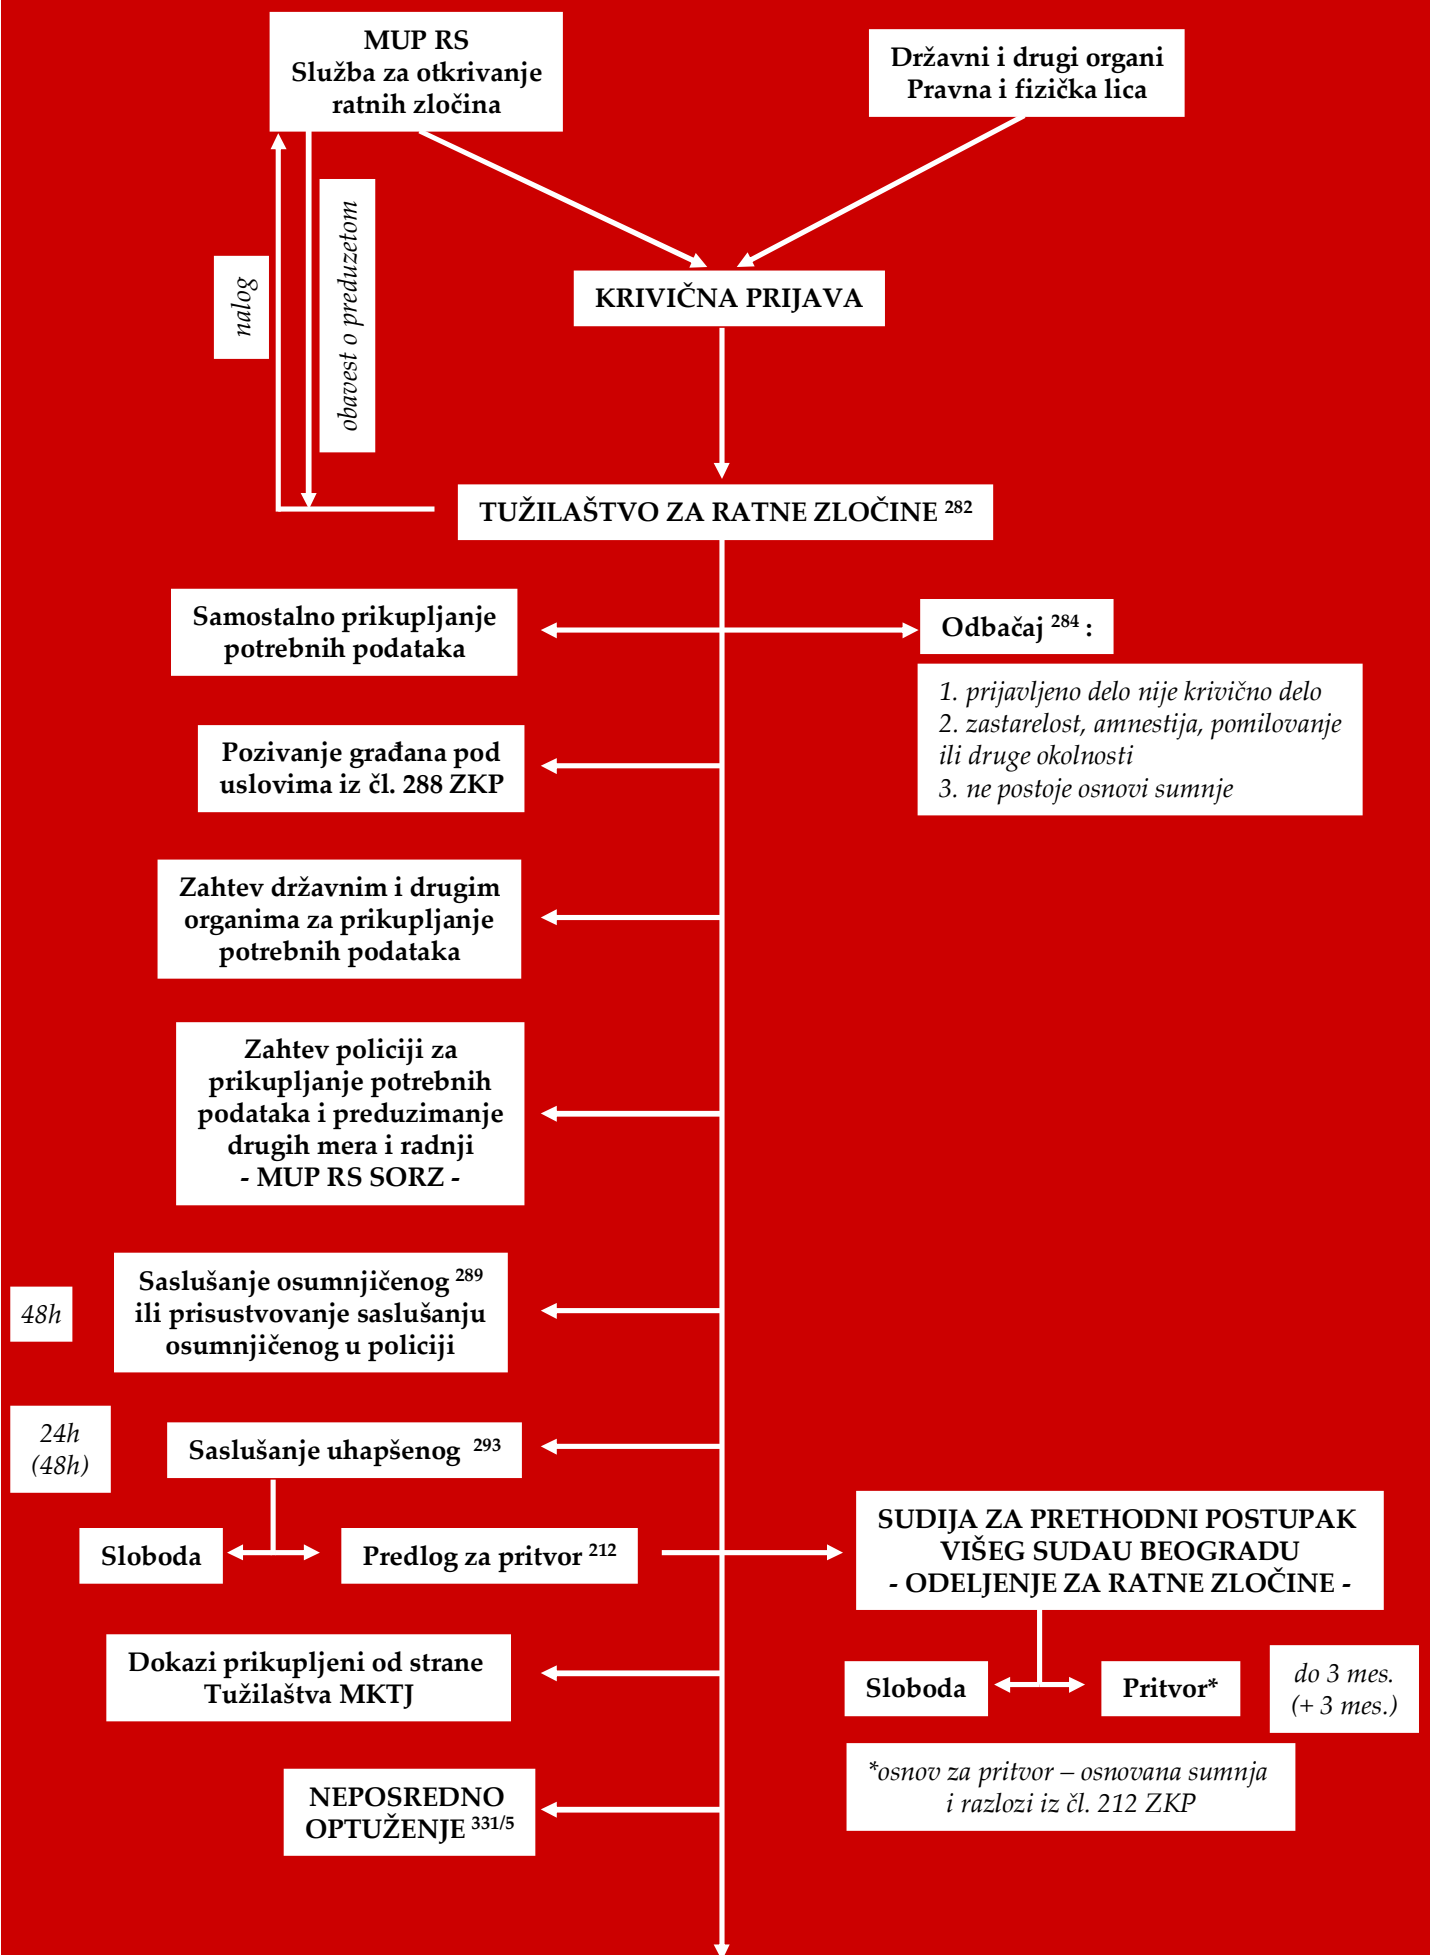 MUP RS
Služba za otkrivanje
ratnih zločina
Državni i drugi organi
Pravna i fizička lica
nalog
obavest o preduzetom
KRIVIČNA PRIJAVA
TUŽILAŠTVO ZA RATNE ZLOČINE 282
Samostalno prikupljanje
potrebnih podataka
Odbačaj 284 :
1. prijavljeno delo nije krivično delo
2. zastarelost, amnestija, pomilovanje
ili druge okolnosti
3. ne postoje osnovi sumnje
Pozivanje građana pod
uslovima iz čl. 288 ZKP
Zahtev državnim i drugim
organima za prikupljanje
potrebnih podataka
Zahtev policiji za
prikupljanje potrebnih
podataka i preduzimanje
drugih mera i radnji
- MUP RS SORZ -
48h
Saslušanje osumnjičenog 289
ili prisustvovanje saslušanju
osumnjičenog u policiji
24h
(48h)
Saslušanje uhapšenog 293
Sloboda
Predlog za pritvor 212
SUDIJA ZA PRETHODNI POSTUPAK
VIŠEG SUDAU BEOGRADU
- ODELJENJE ZA RATNE ZLOČINE -
Dokazi prikupljeni od strane
Tužilaštva MKTJ
Sloboda
Pritvor*
do 3 mes.
(+ 3 mes.)
*osnov za pritvor – osnovana sumnja
i razlozi iz čl. 212 ZKP
NEPOSREDNO
OPTUŽENJE 331/5